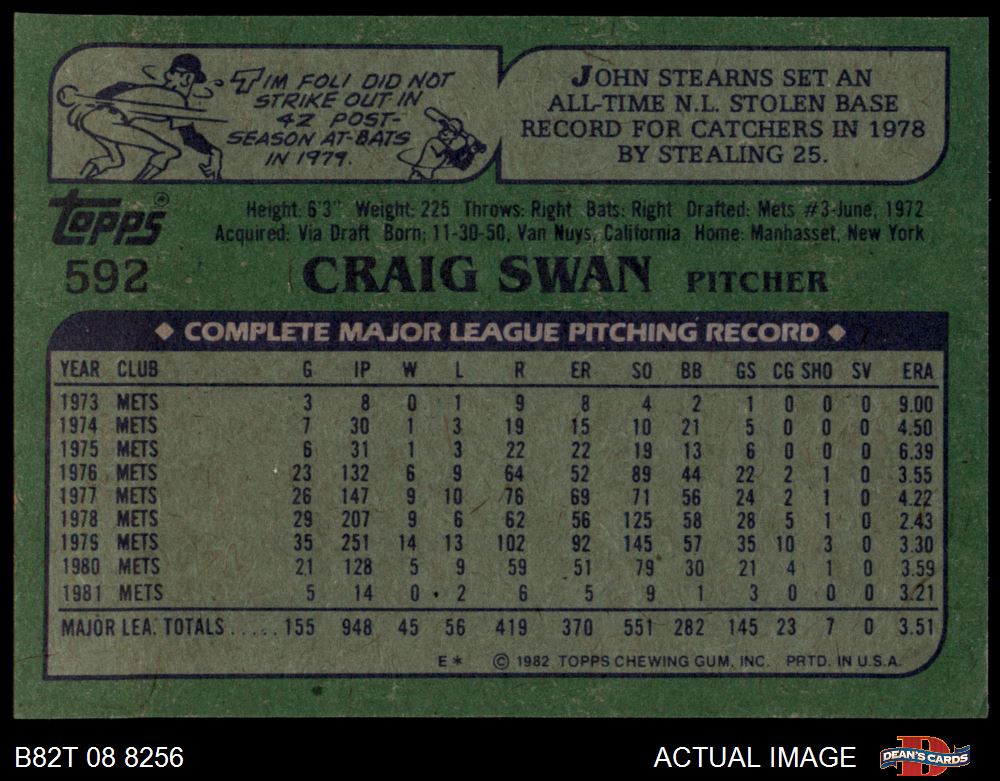 TIM FOLI DID NOT
STRIKE OUT IN
42 POST-
SEASON AT-BATS
IN 1979.
JOHN STEARNS SET AN
ALL-TIME N.L. STOLEN BASE
RECORD FOR CATCHERS IN 1978
BY STEALING 25.
topps®
592
Height: 6'3" Weight: 225 Throws: Right Bats: Right Drafted: Mets #3-June, 1972
Acquired: Via Draft Born: 11-30-50, Van Nuys, California Home: Manhasset, New York
CRAIG SWAN PITCHER
◆ COMPLETE MAJOR LEAGUE PITCHING RECORD ◆
YEAR CLUB G IP W L R ER SO BB GS CG SHO SV ERA
1973 METS 3 8 0 1 9 8 4 2 1 0 0 0 9.00
1974 METS 7 30 1 3 19 15 10 21 5 0 0 0 4.50
1975 METS 6 31 1 3 22 22 19 13 6 0 0 0 6.39
1976 METS 23 132 6 9 64 52 89 44 22 2 1 0 3.55
1977 METS 26 147 9 10 76 69 71 56 24 2 1 0 4.22
1978 METS 29 207 9 6 62 56 125 58 28 5 1 0 2.43
1979 METS 35 251 14 13 102 92 145 57 35 10 3 0 3.30
1980 METS 21 128 5 9 59 51 79 30 21 4 1 0 3.59
1981 METS 5 14 0 2 6 5 9 1 3 0 0 0 3.21
MAJOR LEA. TOTALS ..... 155 948 45 56 419 370 551 282 145 23 7 0 3.51
E* © 1982 TOPPS CHEWING GUM, INC. PRTD. IN U.S.A.
B82T 08 8256
ACTUAL IMAGE
D
DEAN'S CARDS